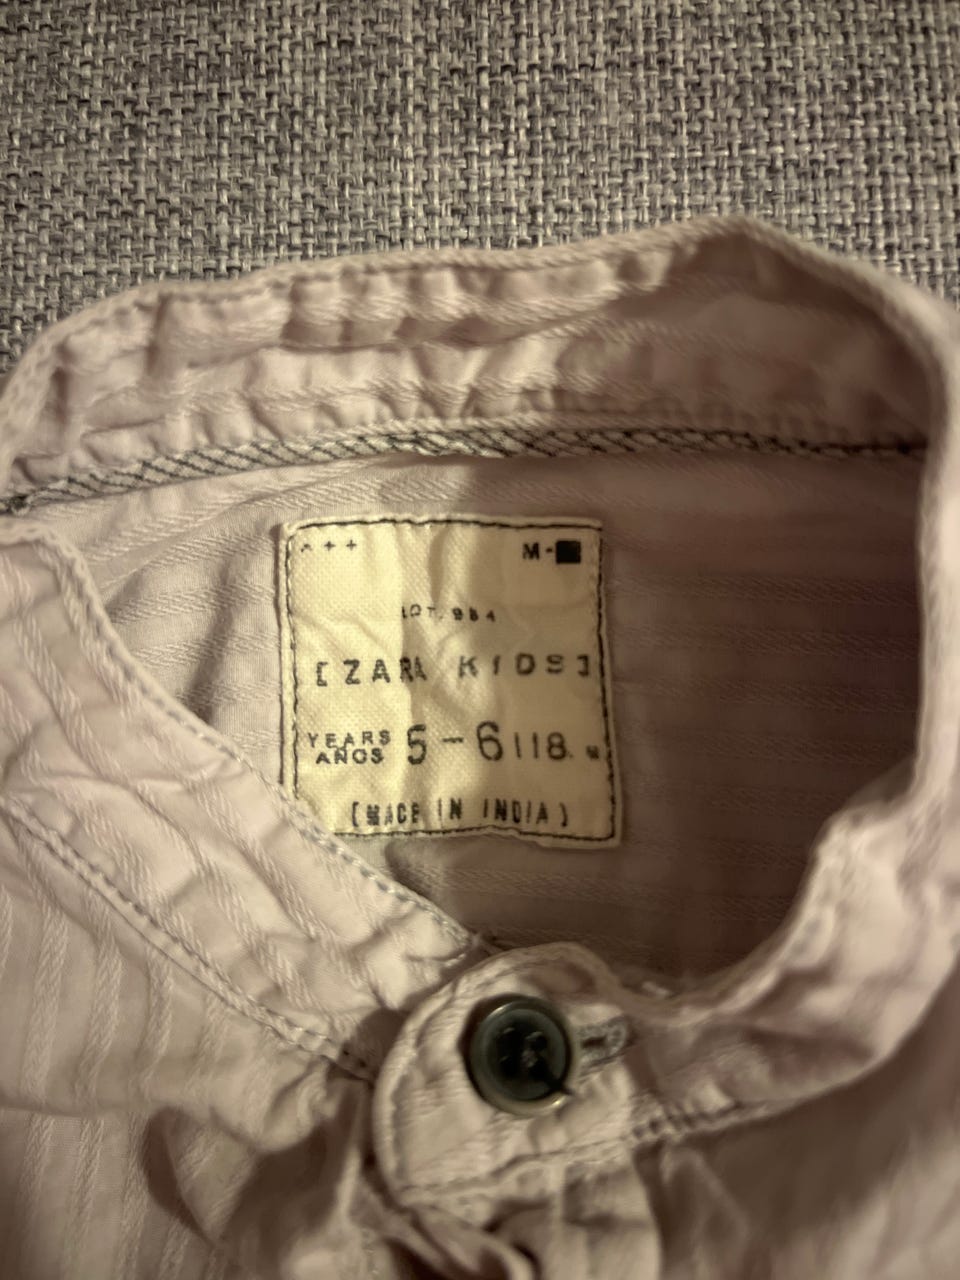 + + +
M-■
LOT. 984
[ZARA KIDS]
YEARS
AÑOS 5-6 118
(MADE IN INDIA)